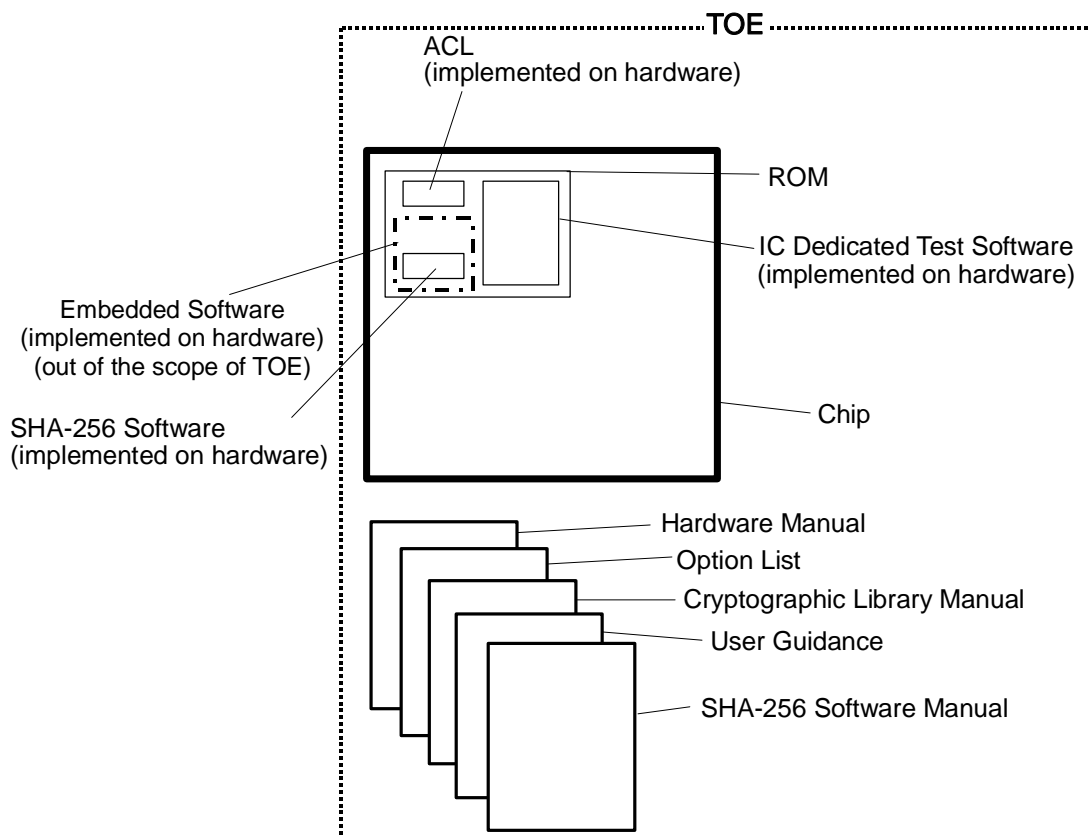 TOE
ACL
(implemented on hardware)
ROM
IC Dedicated Test Software
(implemented on hardware)
Embedded Software
(implemented on hardware)
(out of the scope of TOE)
Chip
SHA-256 Software
(implemented on hardware)
Hardware Manual
Option List
Cryptographic Library Manual
User Guidance
SHA-256 Software Manual